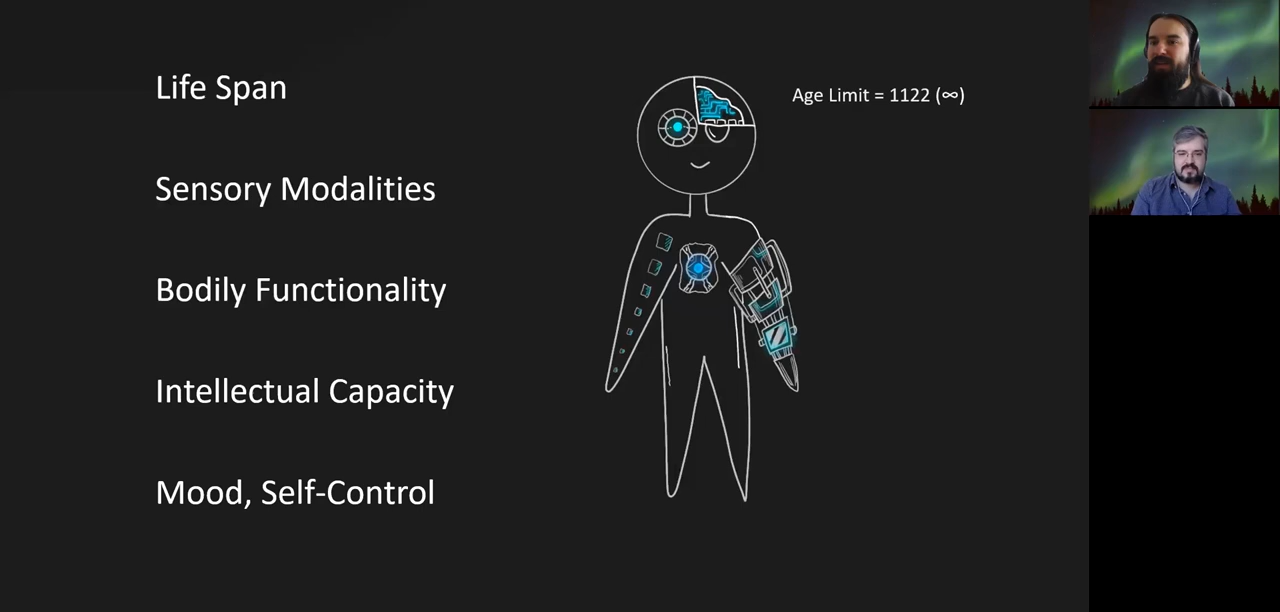 Life Span
Age Limit = 1122 (∞)
Sensory Modalities
Bodily Functionality
Intellectual Capacity
Mood, Self-Control